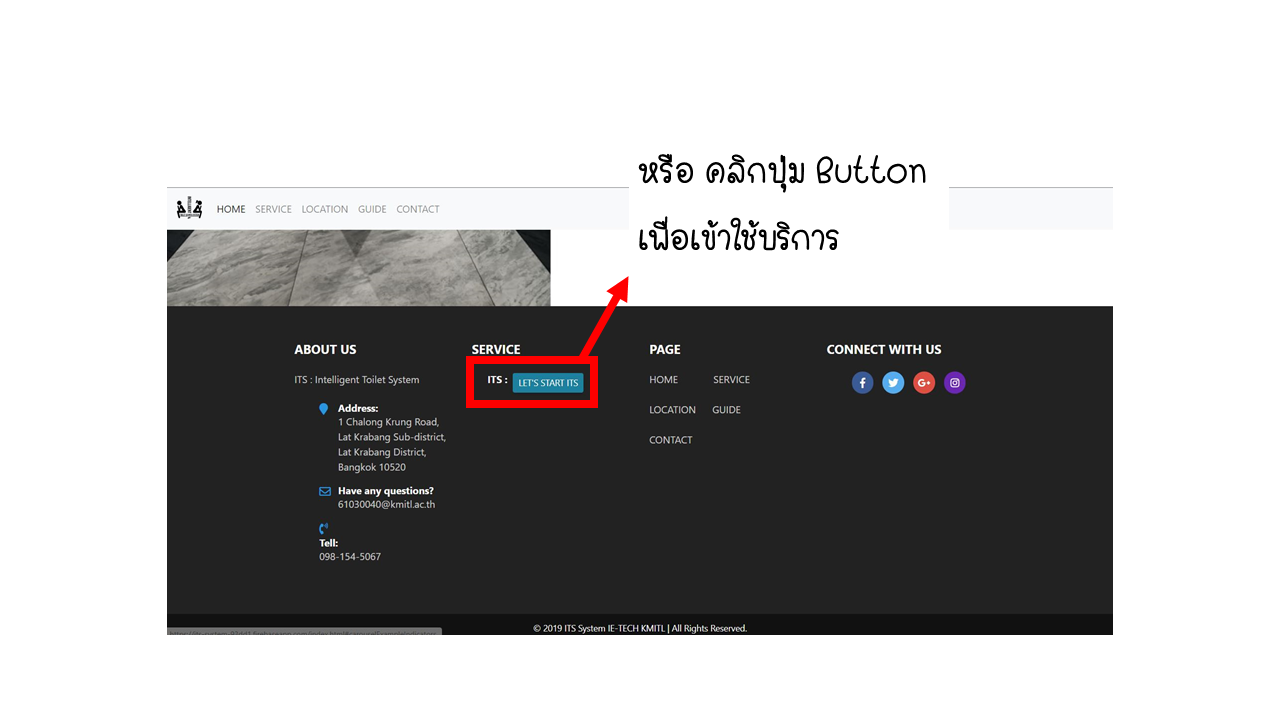 หรือ คลิกปุ่ม Button
เพื่อเข้าใช้บริการ
HOME SERVICE LOCATION GUIDE CONTACT
ABOUT US
ITS : Intelligent Toilet System
Address:
1 Chalong Krung Road,
Lat Krabang Sub-district,
Lat Krabang District,
Bangkok 10520
Have any questions?
61030040@kmitl.ac.th
Tell:
098-154-5067
SERVICE
ITS : LET'S START ITS
PAGE
HOME SERVICE
LOCATION GUIDE
CONTACT
CONNECT WITH US
© 2019 ITS System IE-TECH KMITL | All Rights Reserved.